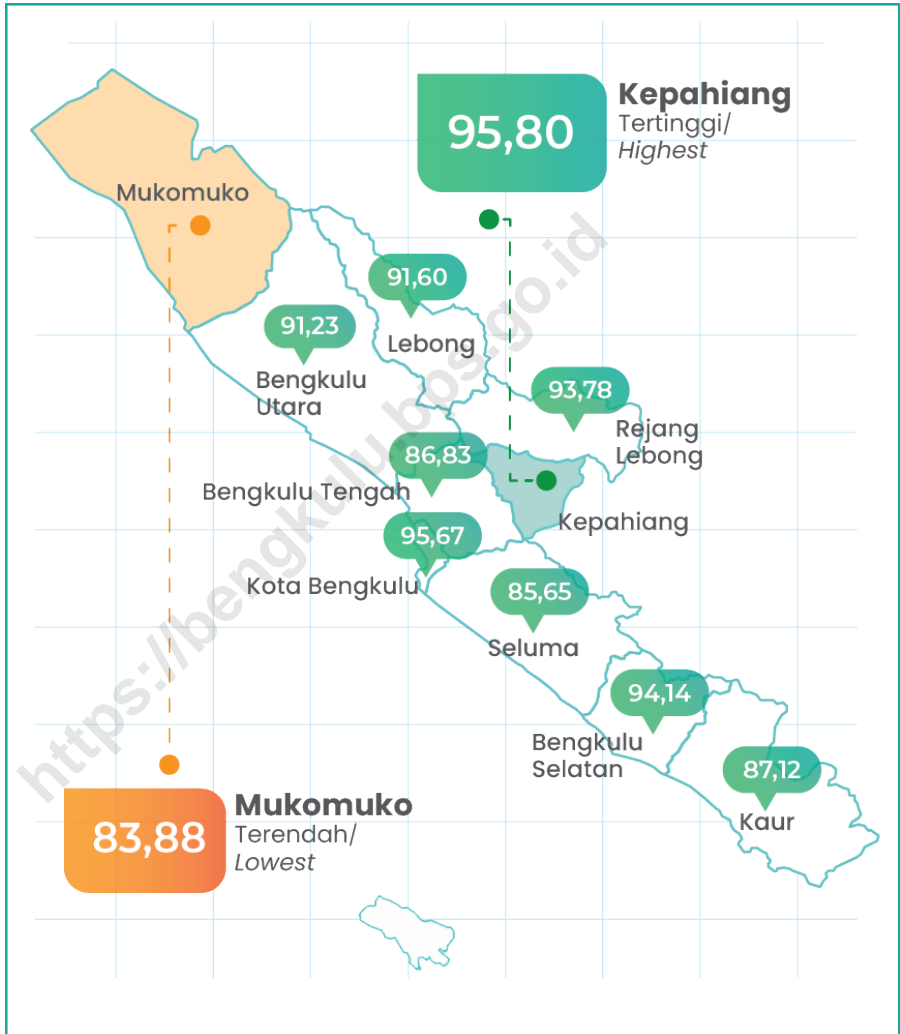 95,80
Kepahiang
Tertinggi/
Highest
Mukomuko
91,60
Lebong
91,23
Bengkulu
Utara
93,78
Rejang
Lebong
86,83
Bengkulu Tengah
Kepahiang
95,67
Kota Bengkulu
85,65
Seluma
94,14
Bengkulu
Selatan
87,12
Kaur
83,88
Mukomuko
Terendah/
Lowest
https://bengkulu.bps.go.id